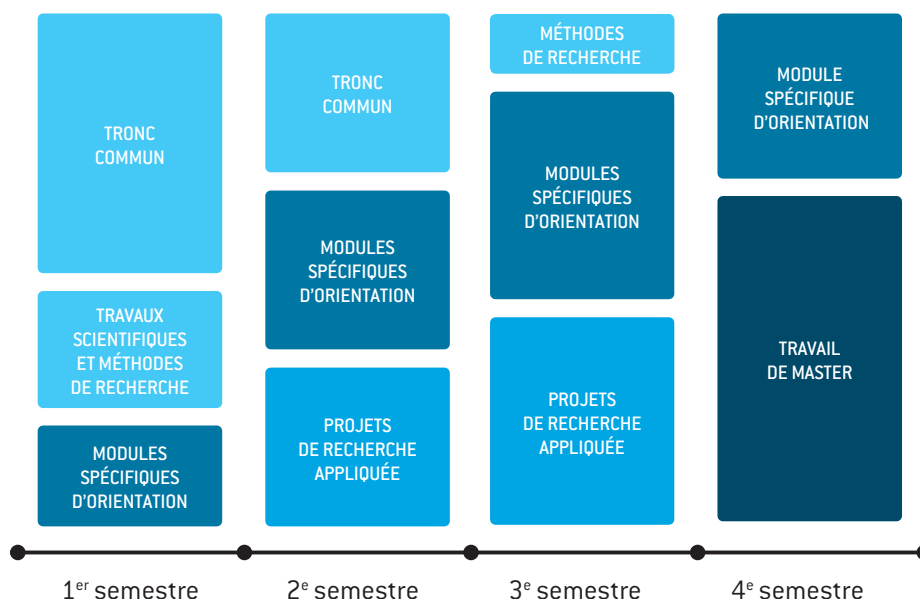 TRONC
COMMUN
TRAVAUX
SCIENTIFIQUES
ET MÉTHODES
DE RECHERCHE
MODULES
SPÉCIFIQUES
D'ORIENTATION
TRONC
COMMUN
MODULES
SPÉCIFIQUES
D'ORIENTATION
PROJETS
DE RECHERCHE
APPLIQUÉE
MÉTHODES
DE RECHERCHE
MODULES
SPÉCIFIQUES
D'ORIENTATION
PROJETS
DE RECHERCHE
APPLIQUÉE
MODULE
SPÉCIFIQUE
D'ORIENTATION
TRAVAIL
DE MASTER
1er semestre
2e semestre
3e semestre
4e semestre